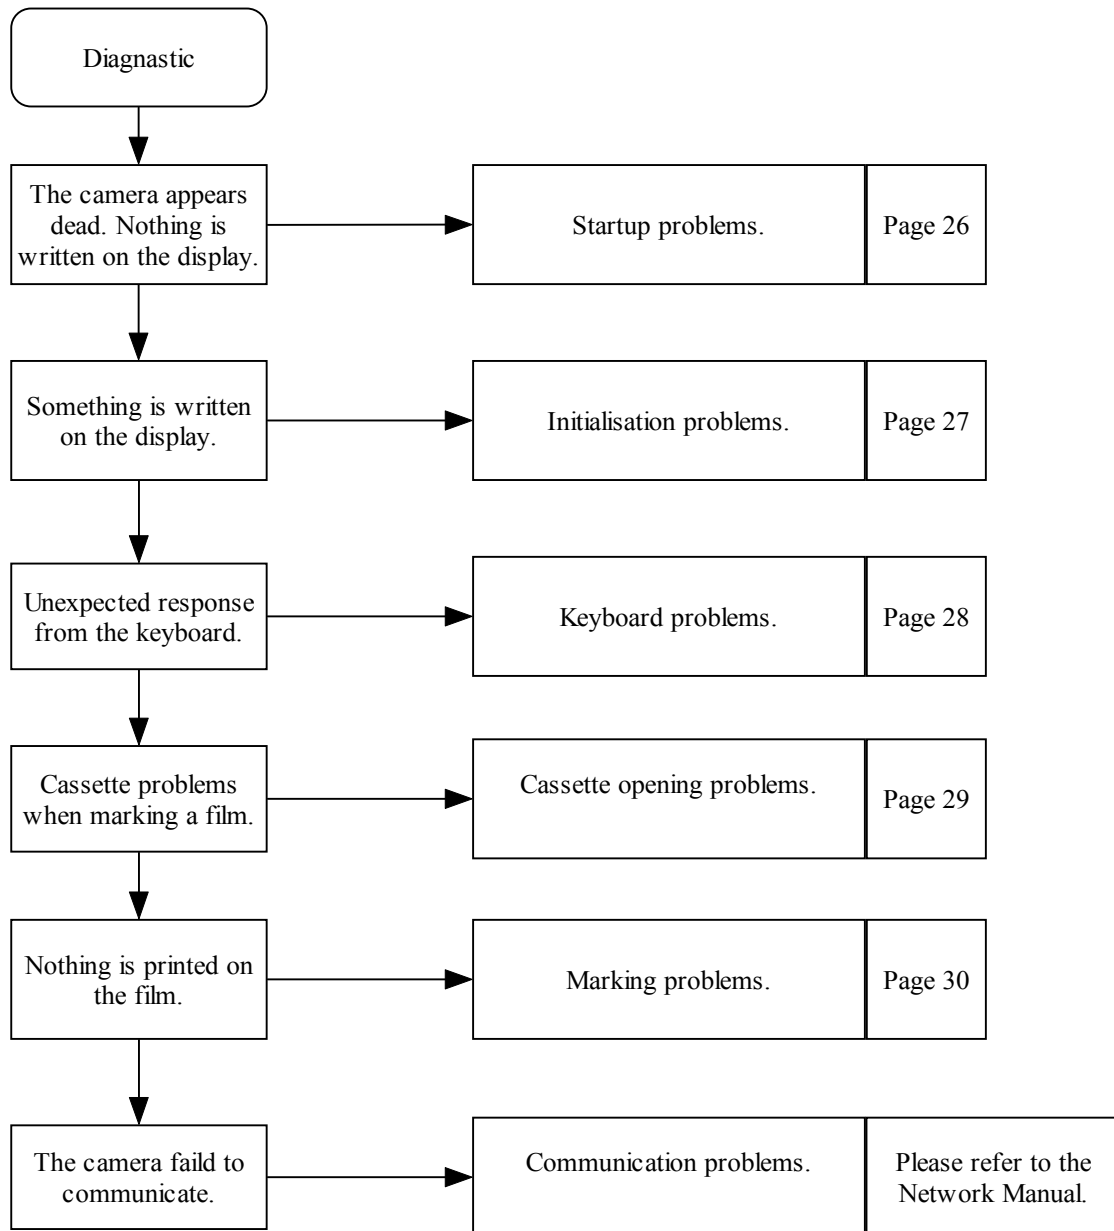 Diagnastic
The camera appears
dead. Nothing is
written on the display.
Startup problems.
Page 26
Something is written
on the display.
Initialisation problems.
Page 27
Unexpected response
from the keyboard.
Keyboard problems.
Page 28
Cassette problems
when marking a film.
Cassette opening problems.
Page 29
Nothing is printed on
the film.
Marking problems.
Page 30
The camera faild to
communicate.
Communication problems.
Please refer to the
Network Manual.